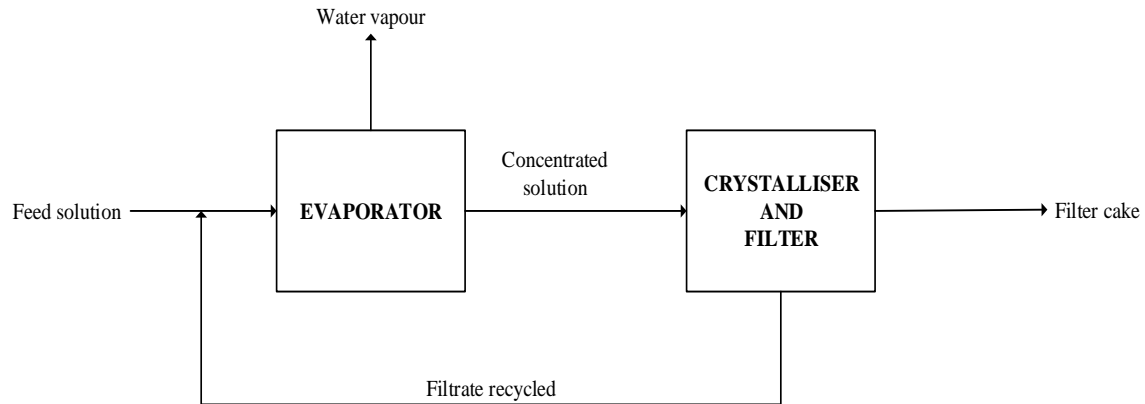 Water vapour
Feed solution
EVAPORATOR
Concentrated
solution
CRYSTALLISER
AND
FILTER
Filter cake
Filtrate recycled